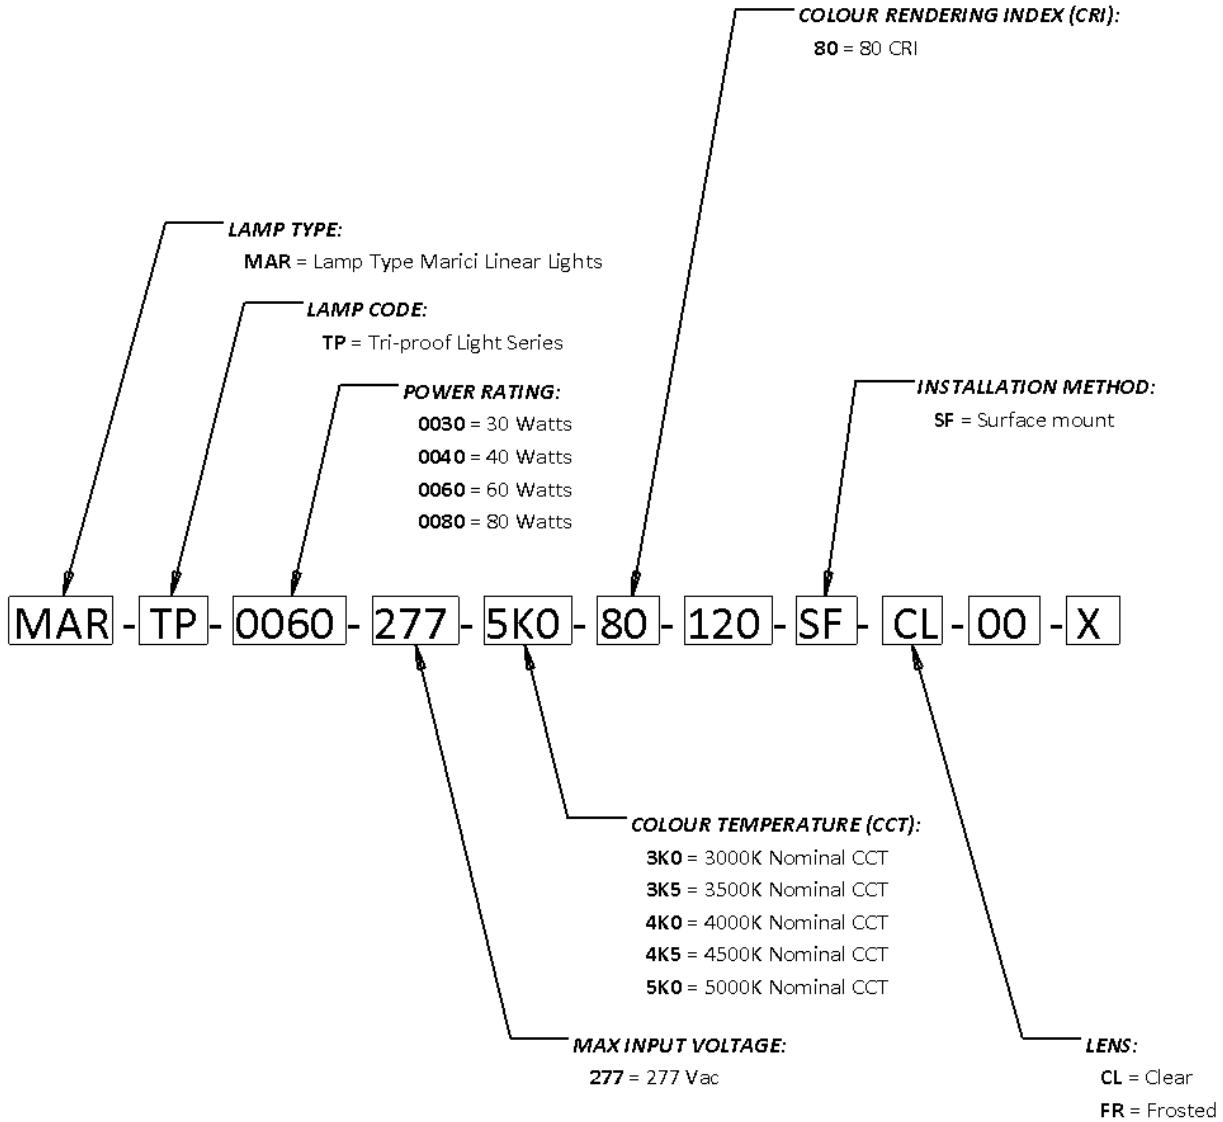 COLOUR RENDERING INDEX (CRI):
80 = 80 CRI
LAMP TYPE:
MAR = Lamp Type Marici Linear Lights
LAMP CODE:
TP = Tri-proof Light Series
POWER RATING:
0030 = 30 Watts
0040 = 40 Watts
0060 = 60 Watts
0080 = 80 Watts
INSTALLATION METHOD:
SF = Surface mount
MAR - TP - 0060 - 277 - 5K0 - 80 - 120 - SF - CL - 00 - X
COLOUR TEMPERATURE (CCT):
3K0 = 3000K Nominal CCT
3K5 = 3500K Nominal CCT
4K0 = 4000K Nominal CCT
4K5 = 4500K Nominal CCT
5K0 = 5000K Nominal CCT
MAX INPUT VOLTAGE:
277 = 277 Vac
LENS:
CL = Clear
FR = Frosted